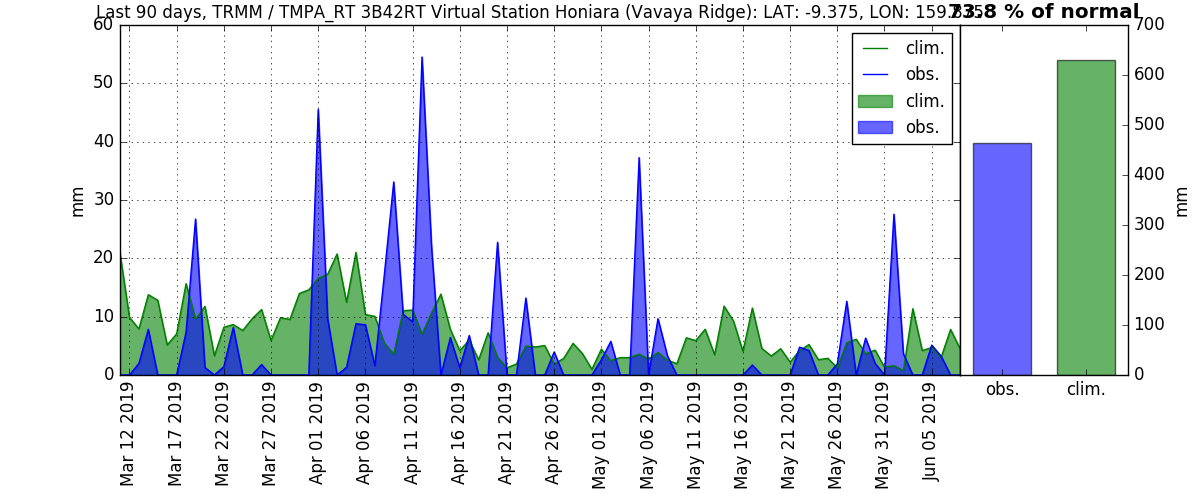 Last 90 days, TRMM / TMPA_RT 3B42RT Virtual Station Honiara (Vavaya Ridge): LAT: -9.375, LON:
73.8 % of normal
60
50
40
30
20
10
0
mm
clim.
obs.
clim.
obs.
700
600
500
400
300
200
100
0
mm
obs.
clim.
Mar 12 2019
Mar 17 2019
Mar 22 2019
Mar 27 2019
Apr 01 2019
Apr 06 2019
Apr 11 2019
Apr 16 2019
Apr 21 2019
Apr 26 2019
May 01 2019
May 06 2019
May 11 2019
May 16 2019
May 21 2019
May 26 2019
May 31 2019
Jun 05 2019